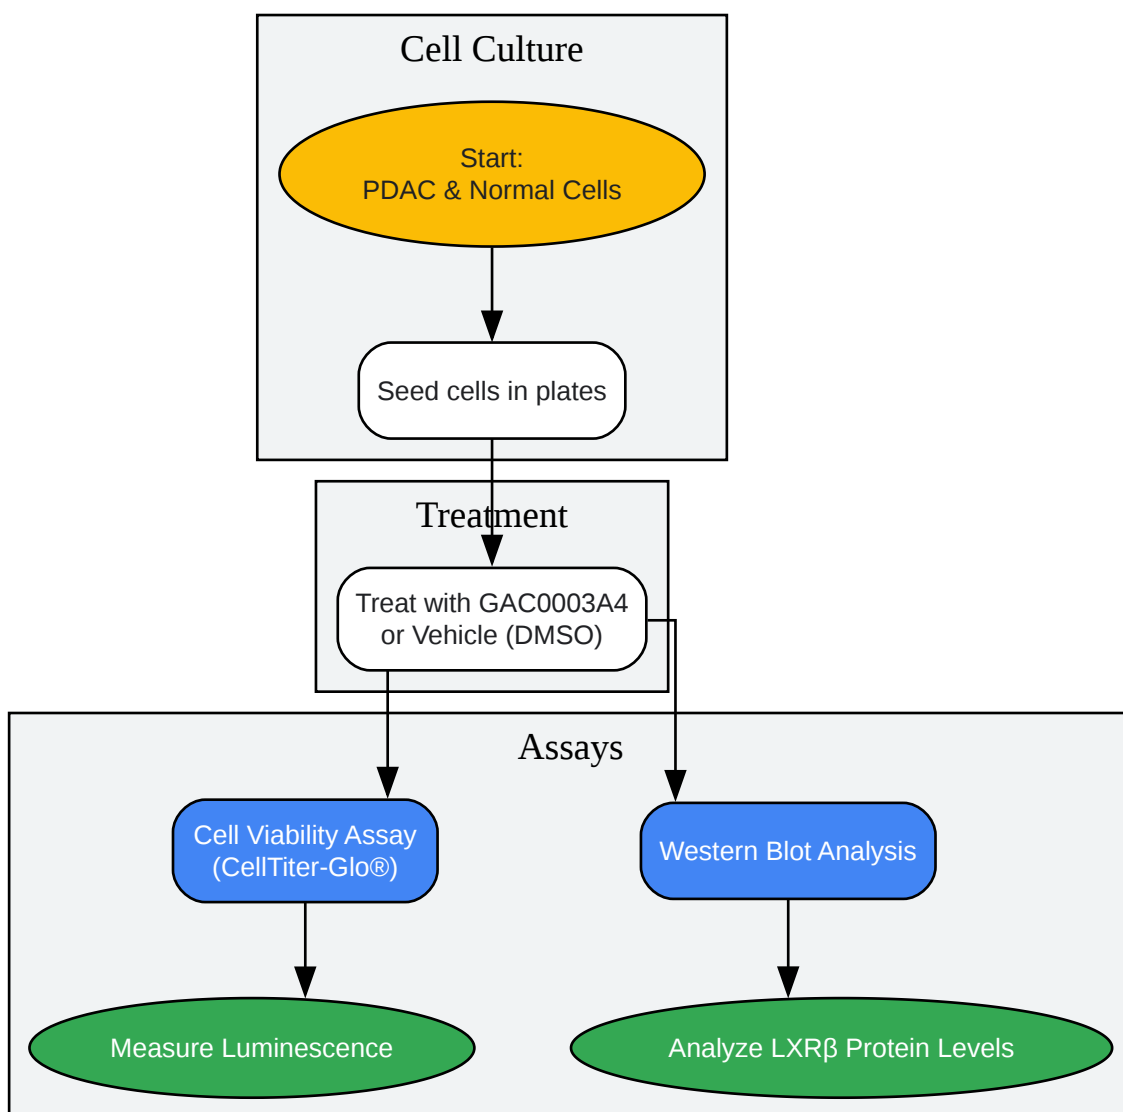 Cell Culture
Start:
PDAC & Normal Cells
Seed cells in plates
Treatment
Treat with GAC0003A4
or Vehicle (DMSO)
Assays
Cell Viability Assay
(CellTiter-Glo®)
Western Blot Analysis
Measure Luminescence
Analyze LXRβ Protein Levels